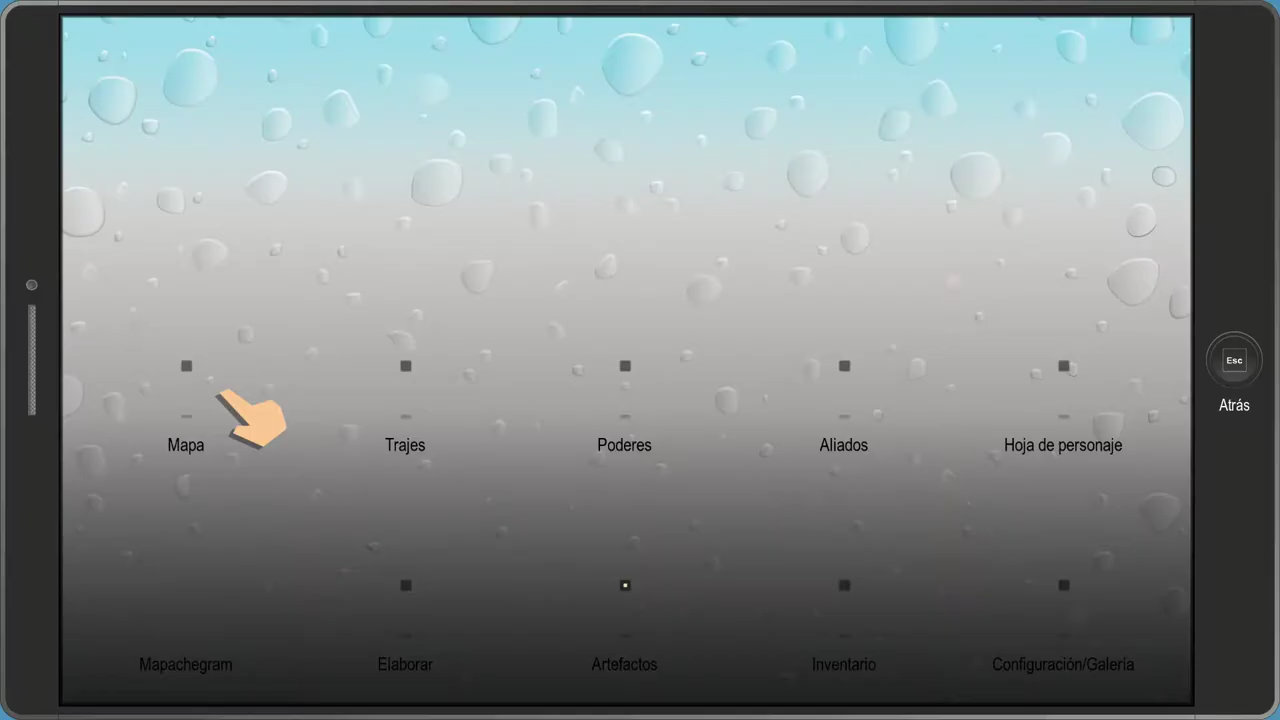 Esc
Atrás
Mapa
Trajes
Poderes
Aliados
Hoja de personaje
Mapachegram
Elaborar
Artefactos
Inventario
Configuración/Galería